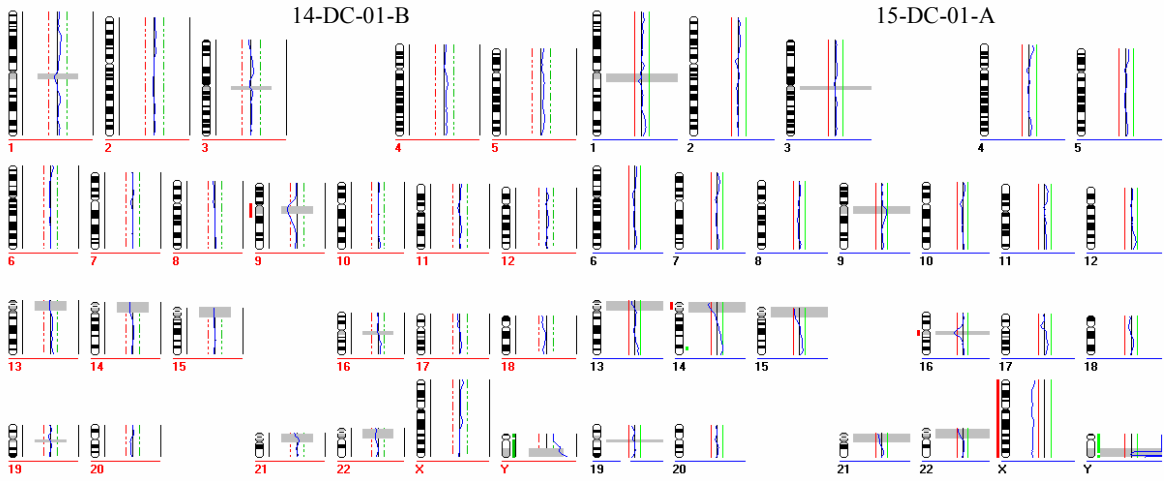 14-DC-01-B 15-DC-01-A
1 2 3 4 5 1 2 3 4 5
6 7 8 9 10 11 12 6 7 8 9 10 11 12
13 14 15 16 17 18 13 14 15 16 17 18
19 20 21 22 X Y 19 20 21 22 X Y